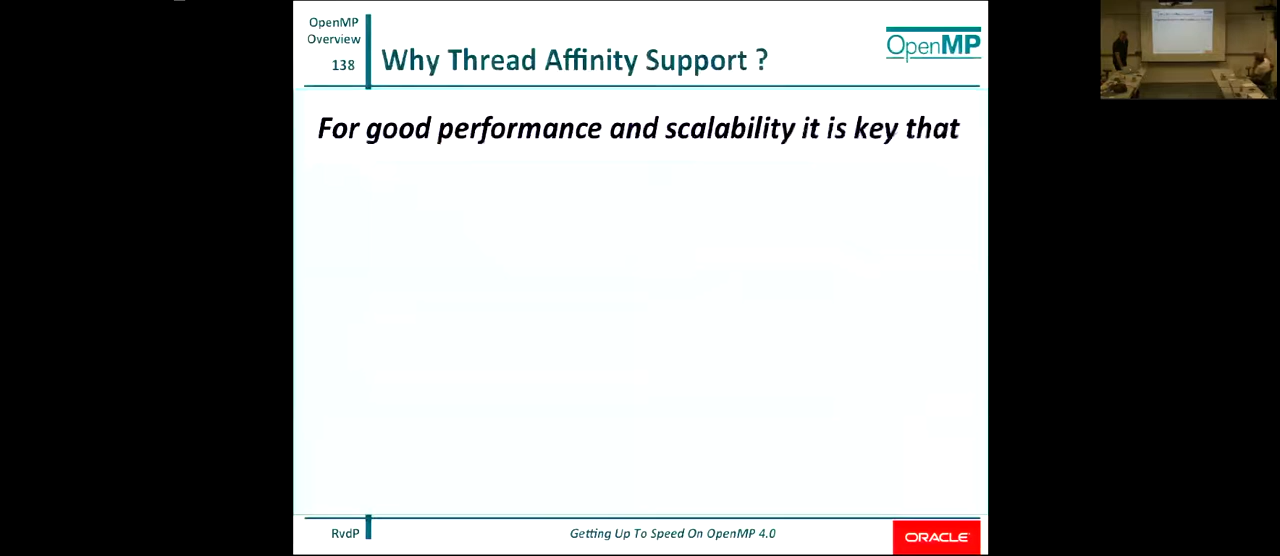 OpenMP
Overview
138
Why Thread Affinity Support ?
OpenMP
For good performance and scalability it is key that
RvdP
Getting Up To Speed On OpenMP 4.0
ORACLE